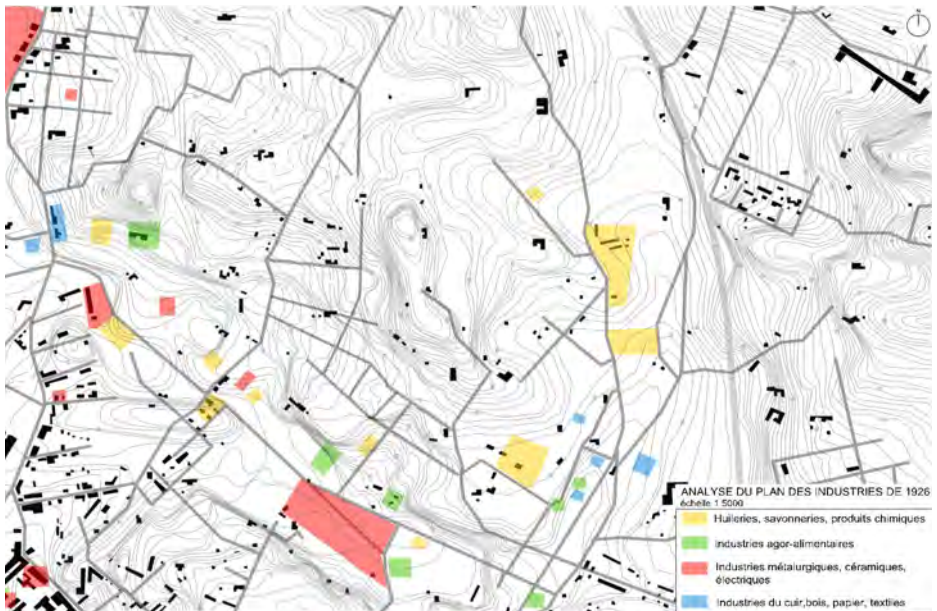 N
ANALYSE DU PLAN DES INDUSTRIES DE 1926
échelle 1:5000
Huileries, savonneries, produits chimiques
Industries agor-alimentaires
Industries métalurgiques, céramiques,
électriques
Industries du cuir,bois, papier, textiles